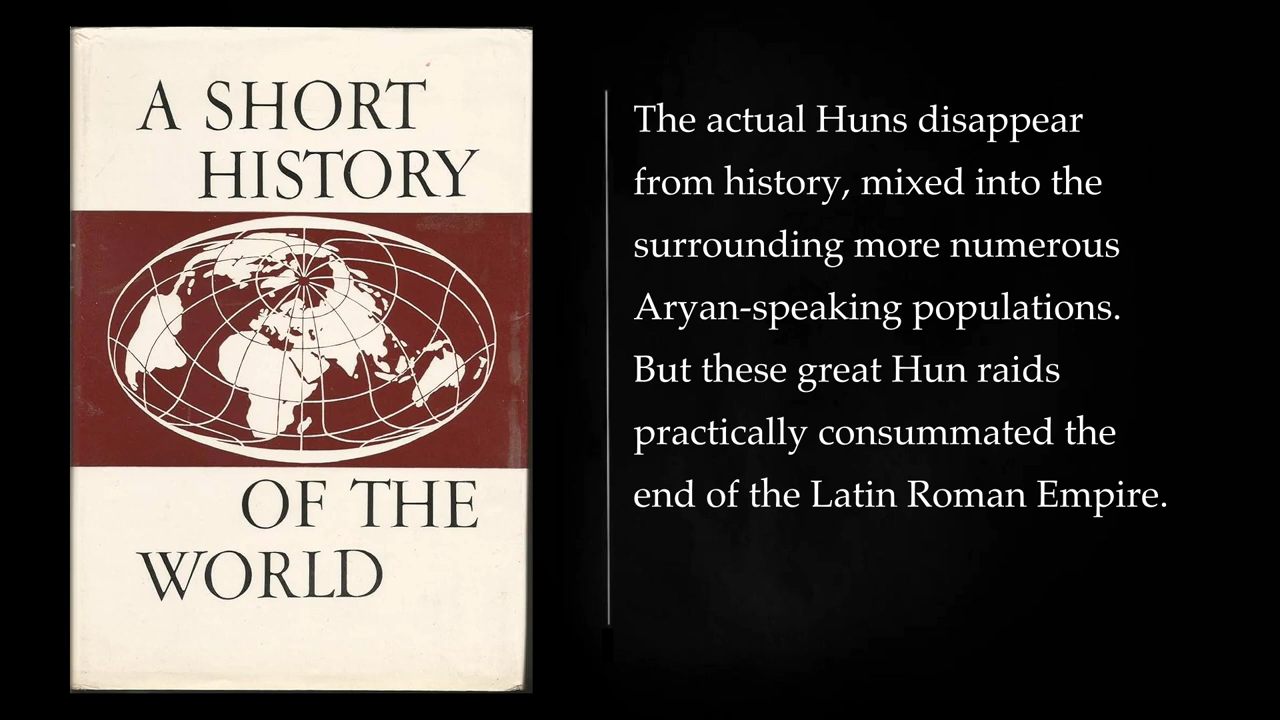 A SHORT
HISTORY
OF THE
WORLD
The actual Huns disappear
from history, mixed into the
surrounding more numerous
Aryan-speaking populations.
But these great Hun raids
practically consummated the
end of the Latin Roman Empire.